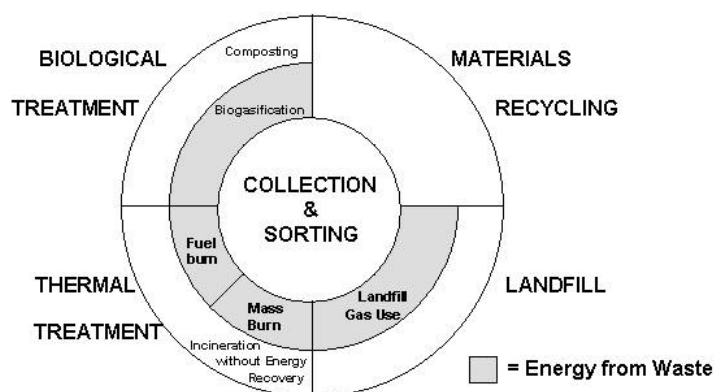 BIOLOGICAL
TREATMENT
Composting
Biogasification
MATERIALS
RECYCLING
COLLECTION
&
SORTING
THERMAL
TREATMENT
Fuel
burn
Mass
Burn
Incineration
without Energy
Recovery
Landfill
Gas Use
LANDFILL
= Energy from Waste